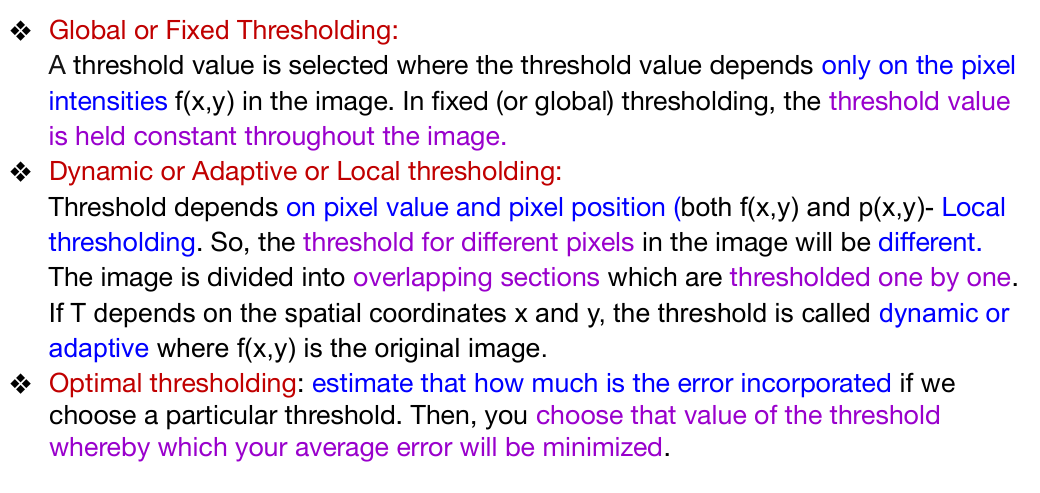 ❖ Global or Fixed Thresholding:
A threshold value is selected where the threshold value depends only on the pixel
intensities f(x,y) in the image. In fixed (or global) thresholding, the threshold value
is held constant throughout the image.
❖ Dynamic or Adaptive or Local thresholding:
Threshold depends on pixel value and pixel position (both f(x,y) and p(x,y)- Local
thresholding. So, the threshold for different pixels in the image will be different.
The image is divided into overlapping sections which are thresholded one by one.
If T depends on the spatial coordinates x and y, the threshold is called dynamic or
adaptive where f(x,y) is the original image.
❖ Optimal thresholding: estimate that how much is the error incorporated if we
choose a particular threshold. Then, you choose that value of the threshold
whereby which your average error will be minimized.